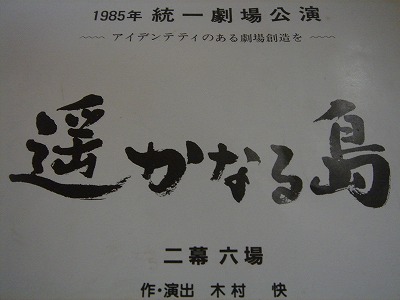 1985年 統一劇場公演
〜〜 アイデンテティのある劇場創造を 〜〜
遥かなる島
二幕 六場
作・演出 木村 快